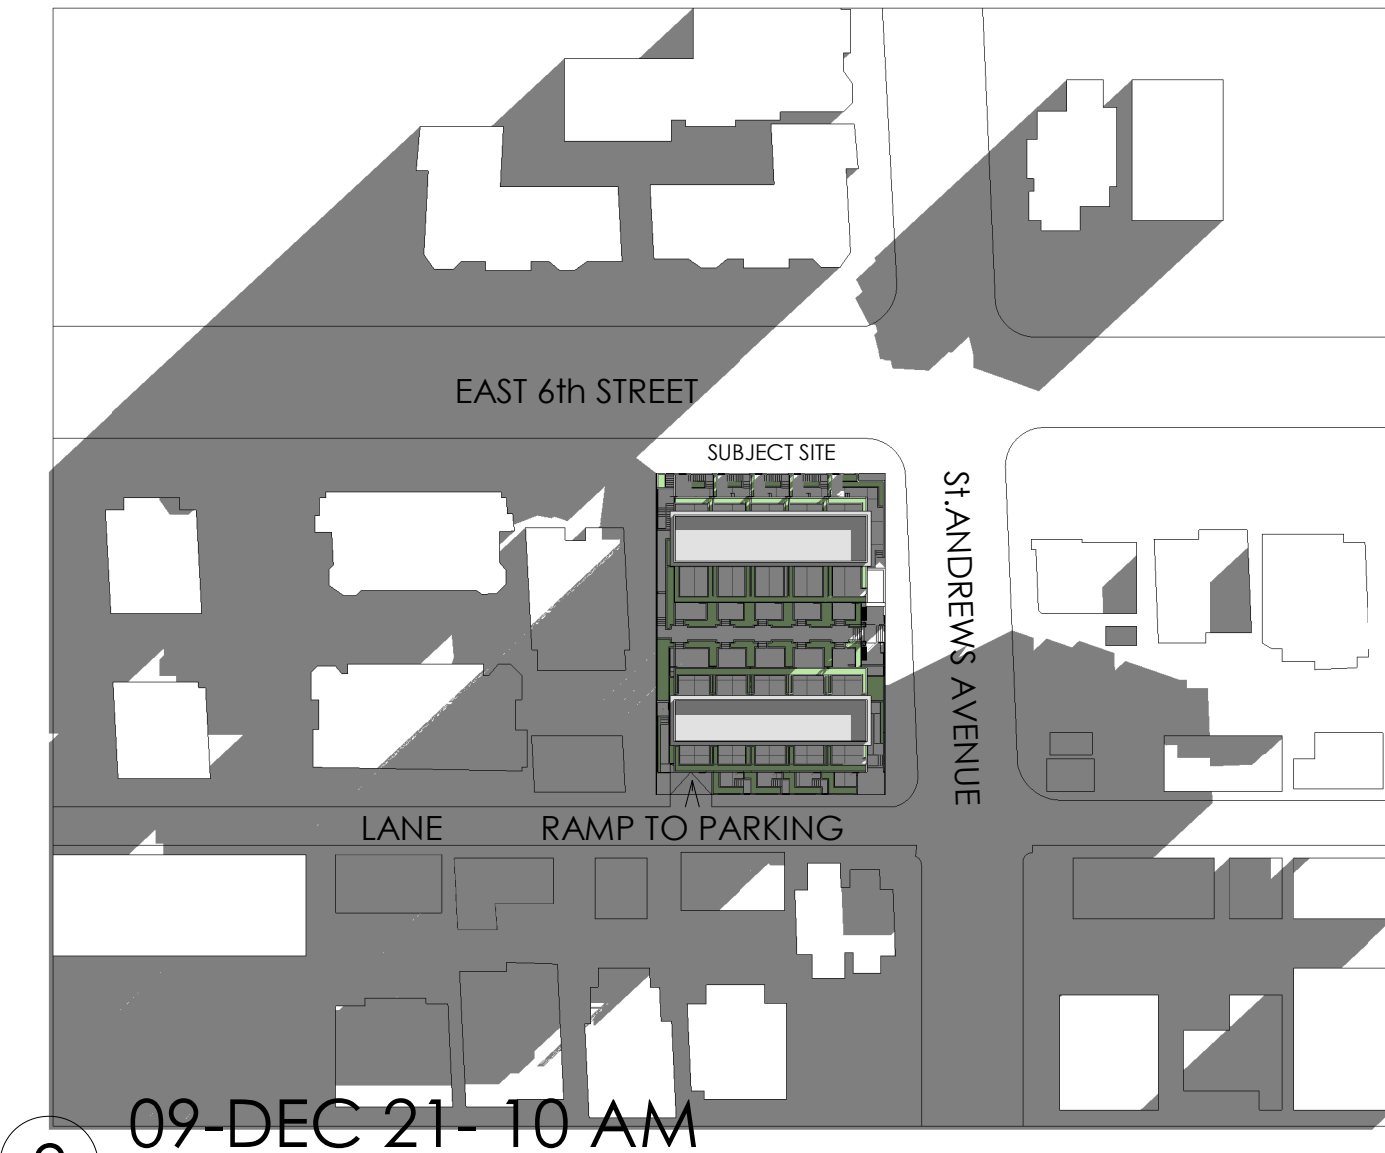 EAST 6th STREET
SUBJECT SITE
St.ANDREWS AVENUE
LANE
RAMP TO PARKING
09-DEC 21- 10 AM